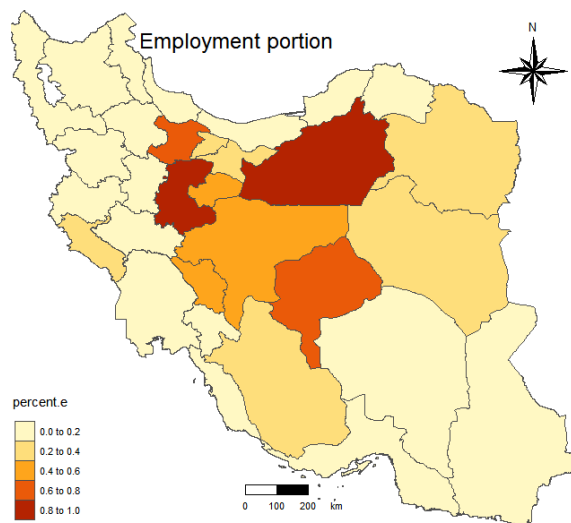 Employment portion
N
percent.e
0.0 to 0.2
0.2 to 0.4
0.4 to 0.6
0.6 to 0.8
0.8 to 1.0
0 100 200 km